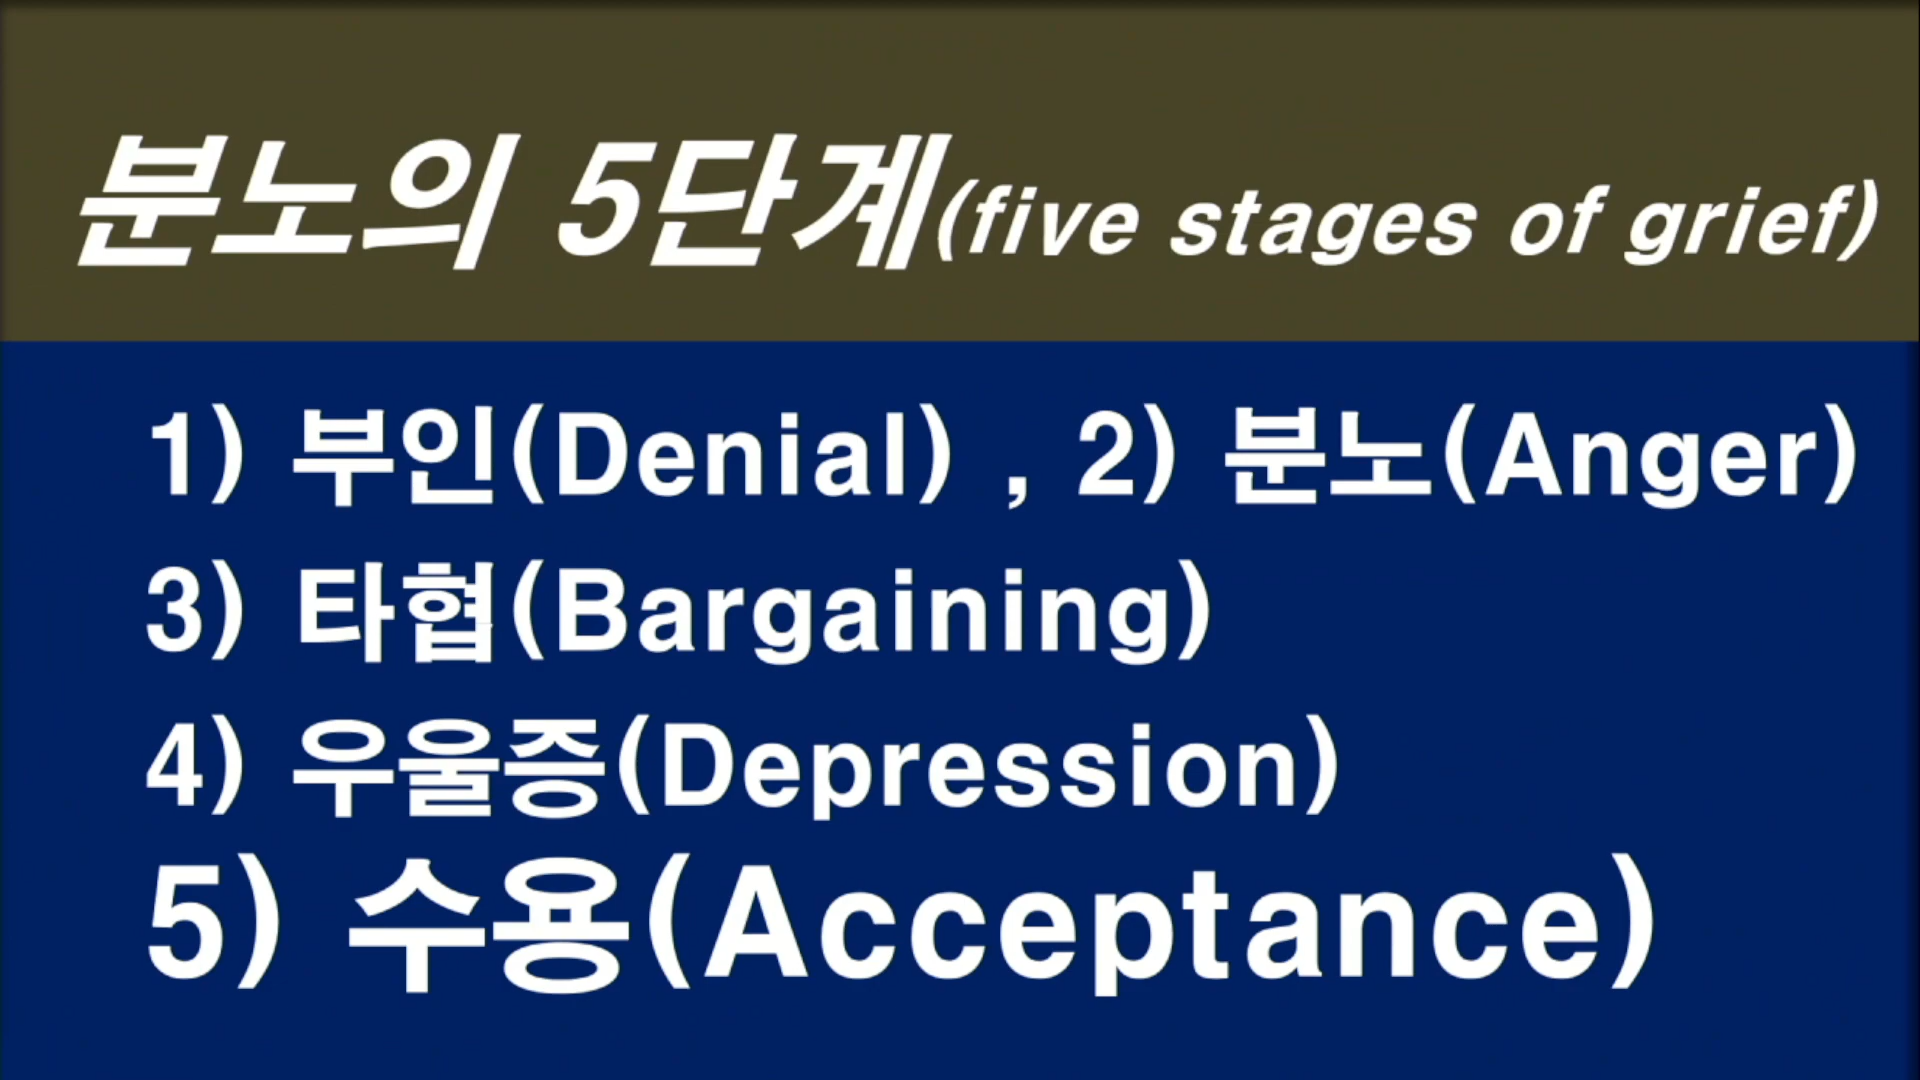 분노의 5단계(five stages of grief)
1) 부인(Denial) , 2) 분노(Anger)
3) 타협(Bargaining)
4) 우울증(Depression)
5) 수용(Acceptance)